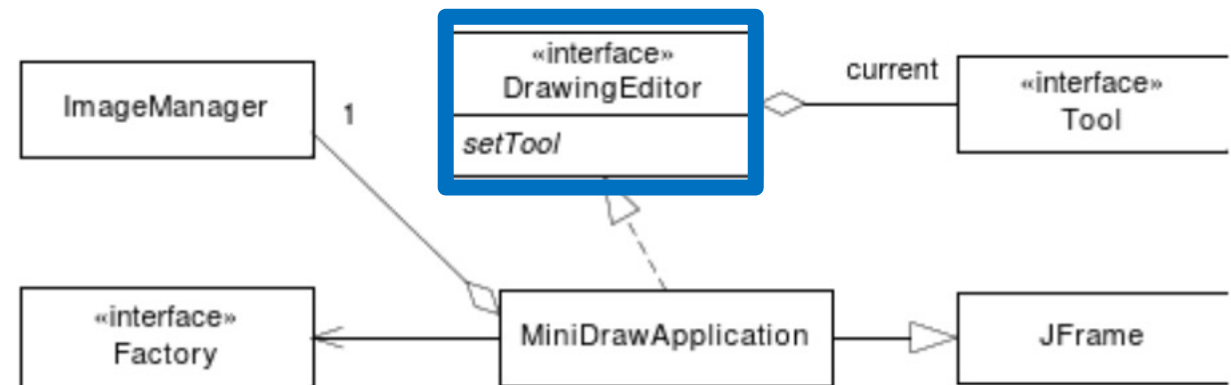 «interface»
DrawingEditor
setTool
current
«interface»
Tool
ImageManager
1
«interface»
Factory
MiniDrawApplication
JFrame